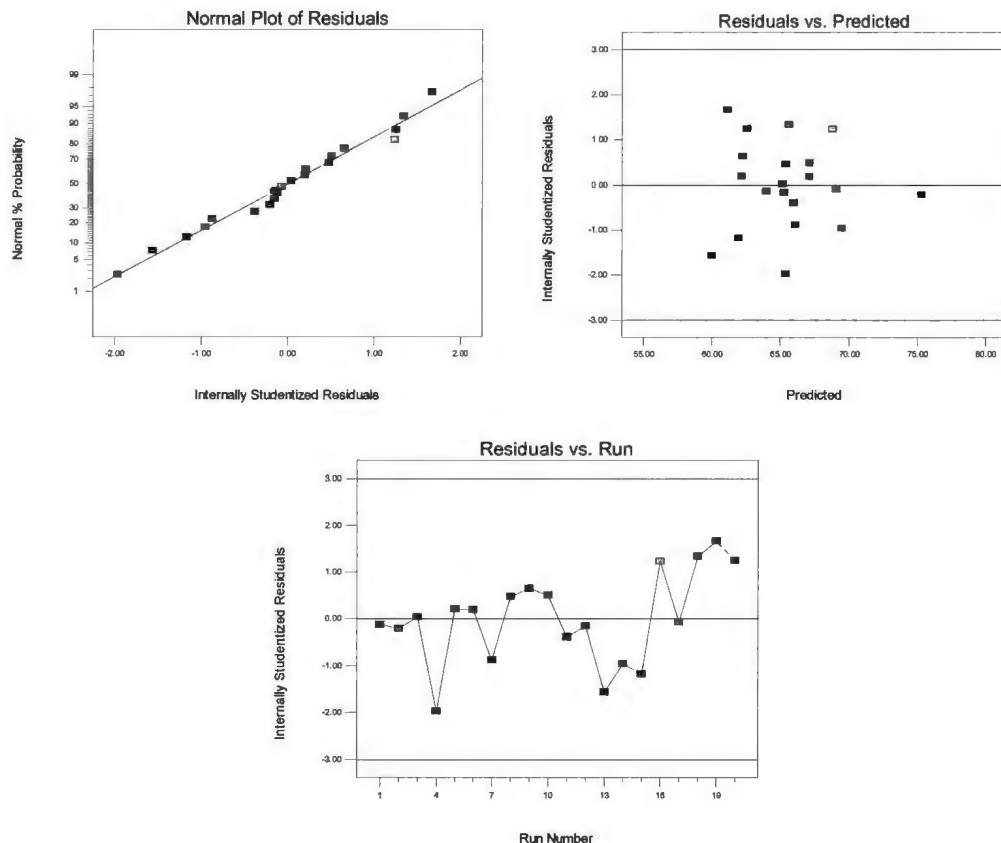 Normal Plot of Residuals
Normal % Probability
99
95
90
80
70
50
30
20
10
5
1
-2.00 -1.00 0.00 1.00 2.00
Internally Studentized Residuals
Residuals vs. Predicted
Internally Studentized Residuals
3.00
2.00
1.00
0.00
-1.00
-2.00
-3.00
55.00 60.00 65.00 70.00 75.00 80.00
Predicted
Residuals vs. Run
Internally Studentized Residuals
3.00
2.00
1.00
0.00
-1.00
-2.00
-3.00
1 4 7 10 13 16 19
Run Number